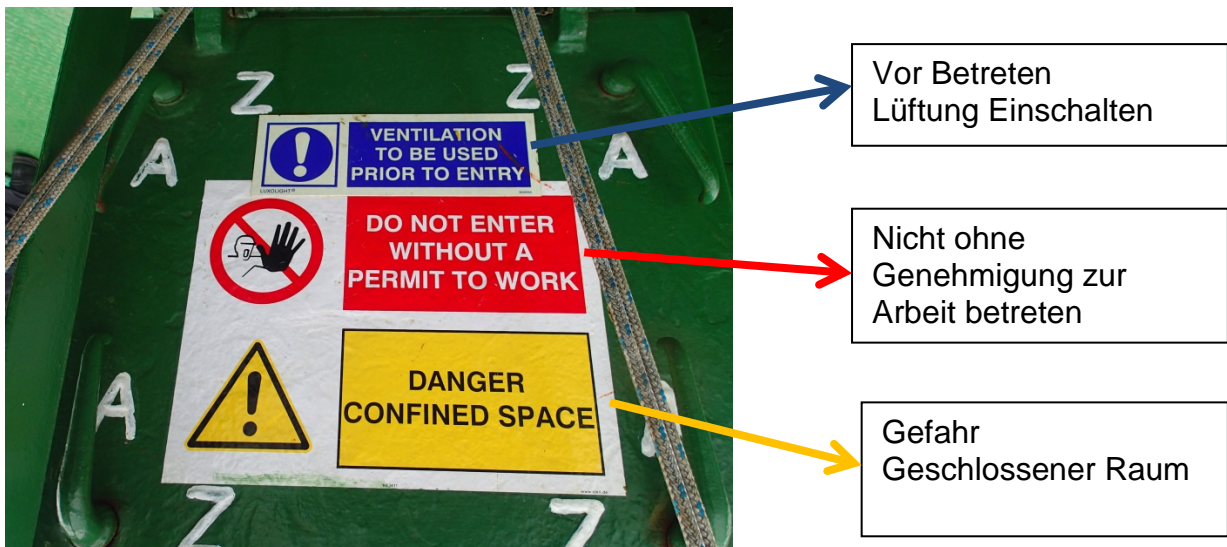 Z
Z
A
A
VENTILATION
TO BE USED
PRIOR TO ENTRY
LUXOLIGHT®
DO NOT ENTER
WITHOUT A
PERMIT TO WORK
DANGER
CONFINED SPACE
A
Z
Z
Vor Betreten
Lüftung Einschalten
Nicht ohne
Genehmigung zur
Arbeit betreten
Gefahr
Geschlossener Raum